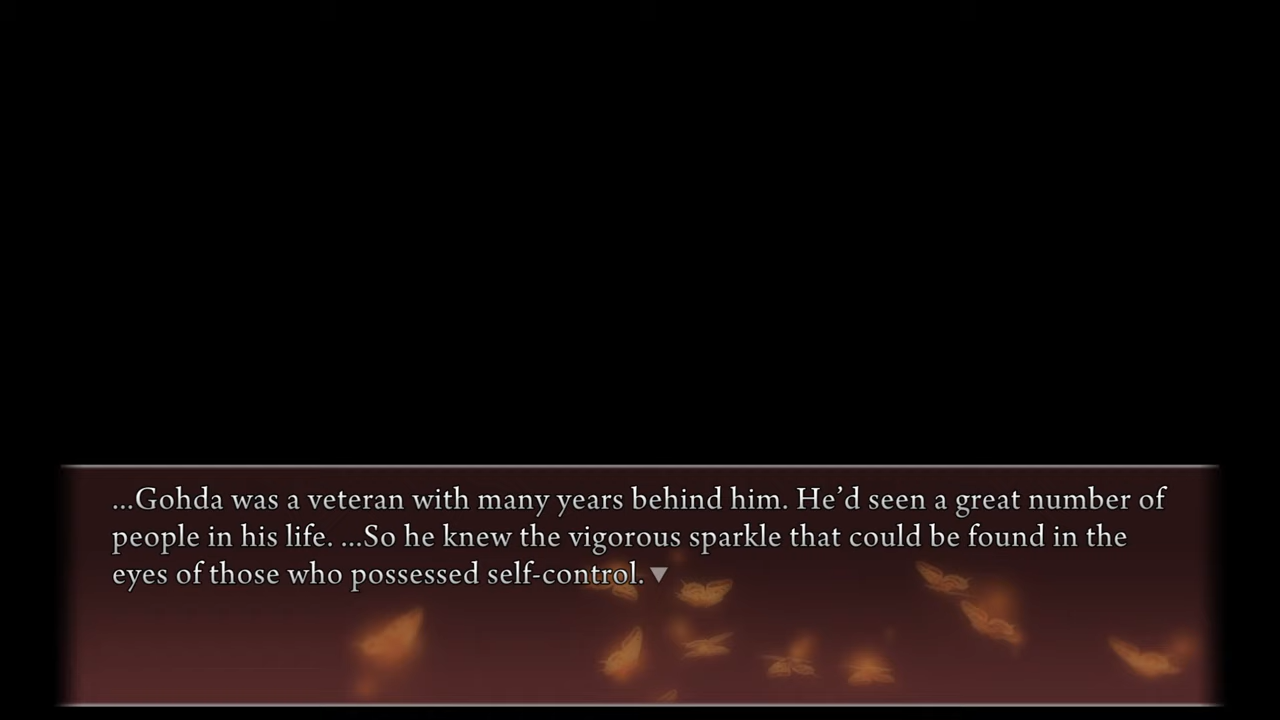 ...Gohda was a veteran with many years behind him. He’d seen a great number of
people in his life. ...So he knew the vigorous sparkle that could be found in the
eyes of those who possessed self-control.